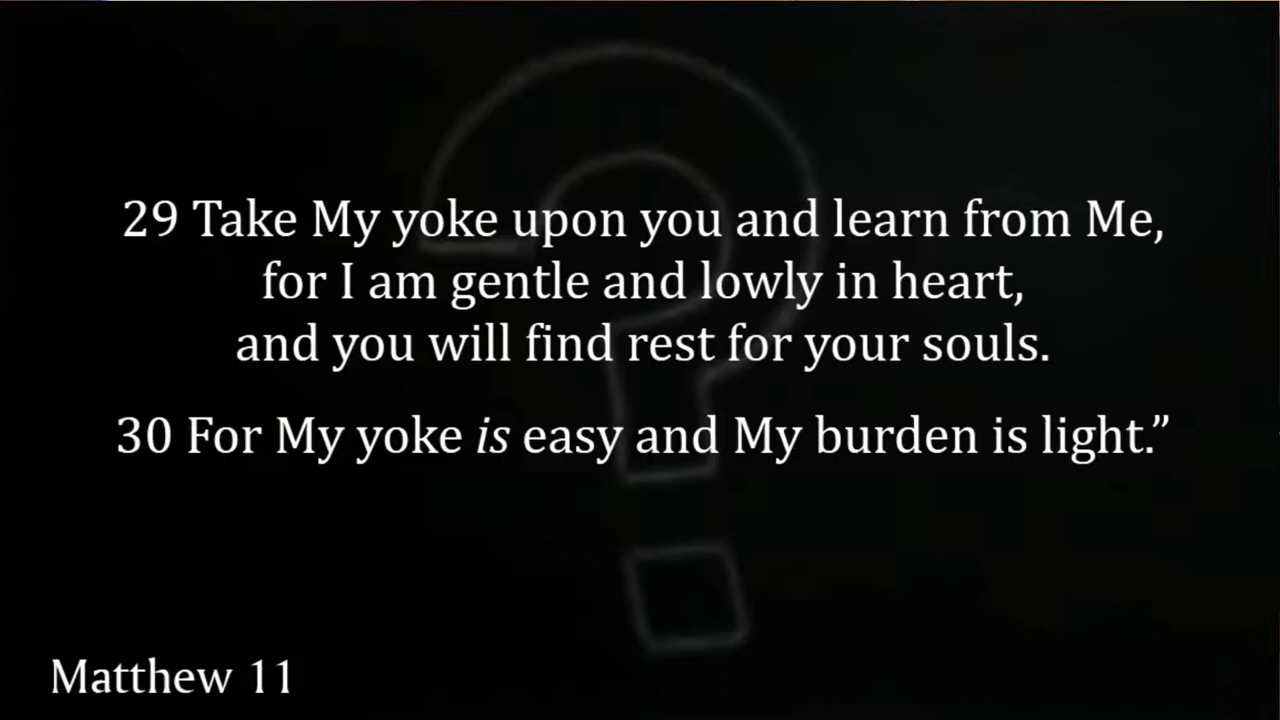 29 Take My yoke upon you and learn from Me,
for I am gentle and lowly in heart,
and you will find rest for your souls.
30 For My yoke is easy and My burden is light.”
Matthew 11